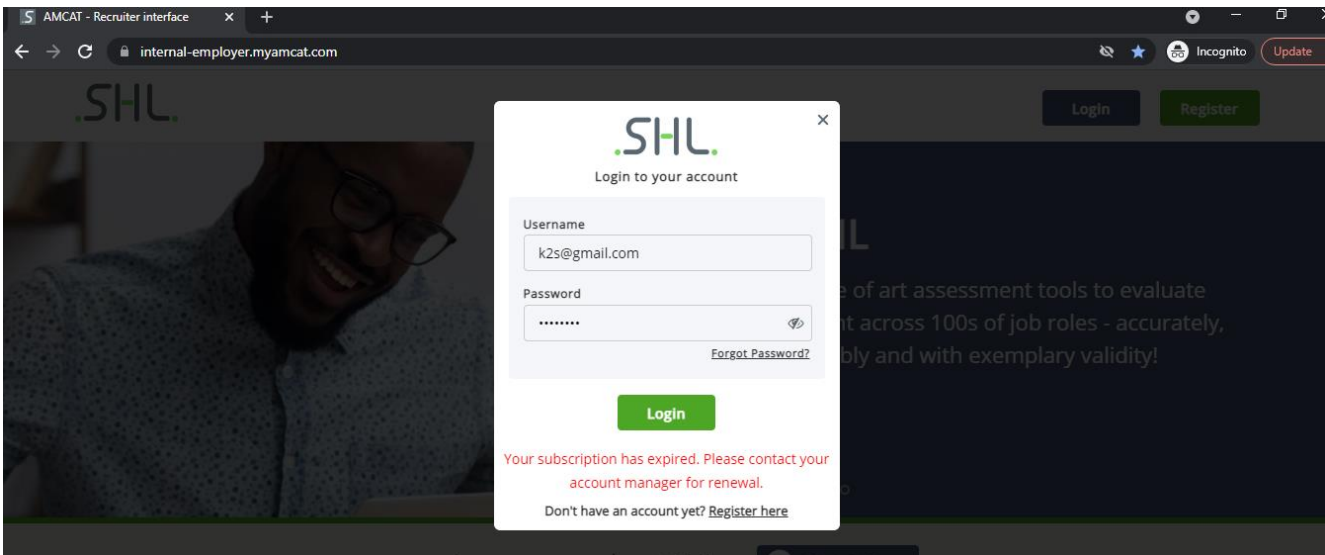 AMCAT - Recruiter interface
internal-employer.myamcat.com
Incognito
Update
.SHL.
Login
Register
.SHL.
Login to your account
Username
k2s@gmail.com
Password
••••••••
Forgot Password?
Login
Your subscription has expired. Please contact your
account manager for renewal.
Don't have an account yet? Register here
HL
e of art assessment tools to evaluate
t across 100s of job roles - accurately,
bly and with exemplary validity!